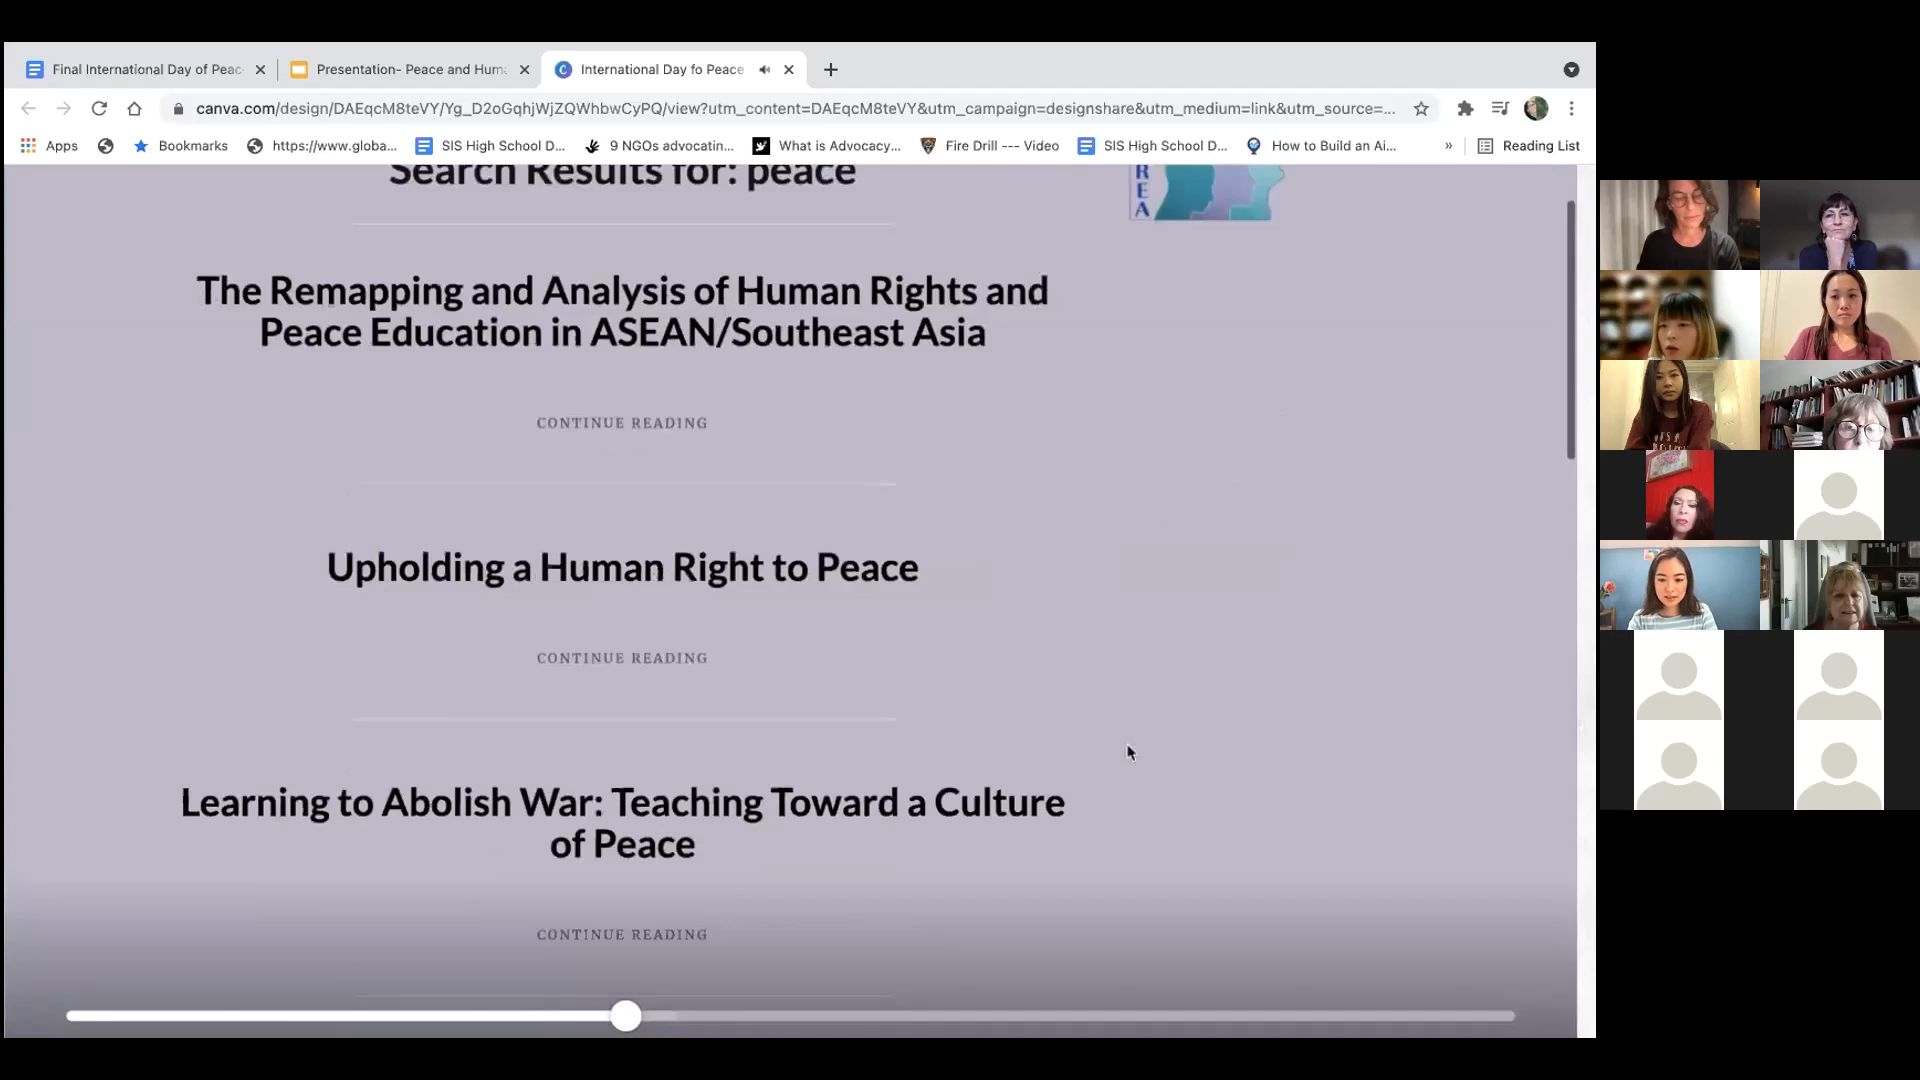 Final International Day of Peac
Presentation- Peace and Huma
International Day fo Peace
canva.com/design/DAEqcM8teVY/Yg_D2oGqhjWjZQWhbwCyPQ/view?utm_content=DAEqcM8teVY&utm_campaign=designshare&utm_medium=link&utm_source=...
Apps
Bookmarks
https://www.globa...
SIS High School D...
9 NGOs advocatin...
What is Advocacy...
Fire Drill --- Video
SIS High School D...
How to Build an Ai...
»
Reading List
Search Results for: peace
REA
The Remapping and Analysis of Human Rights and
Peace Education in ASEAN/Southeast Asia
CONTINUE READING
Upholding a Human Right to Peace
CONTINUE READING
Learning to Abolish War: Teaching Toward a Culture
of Peace
CONTINUE READING